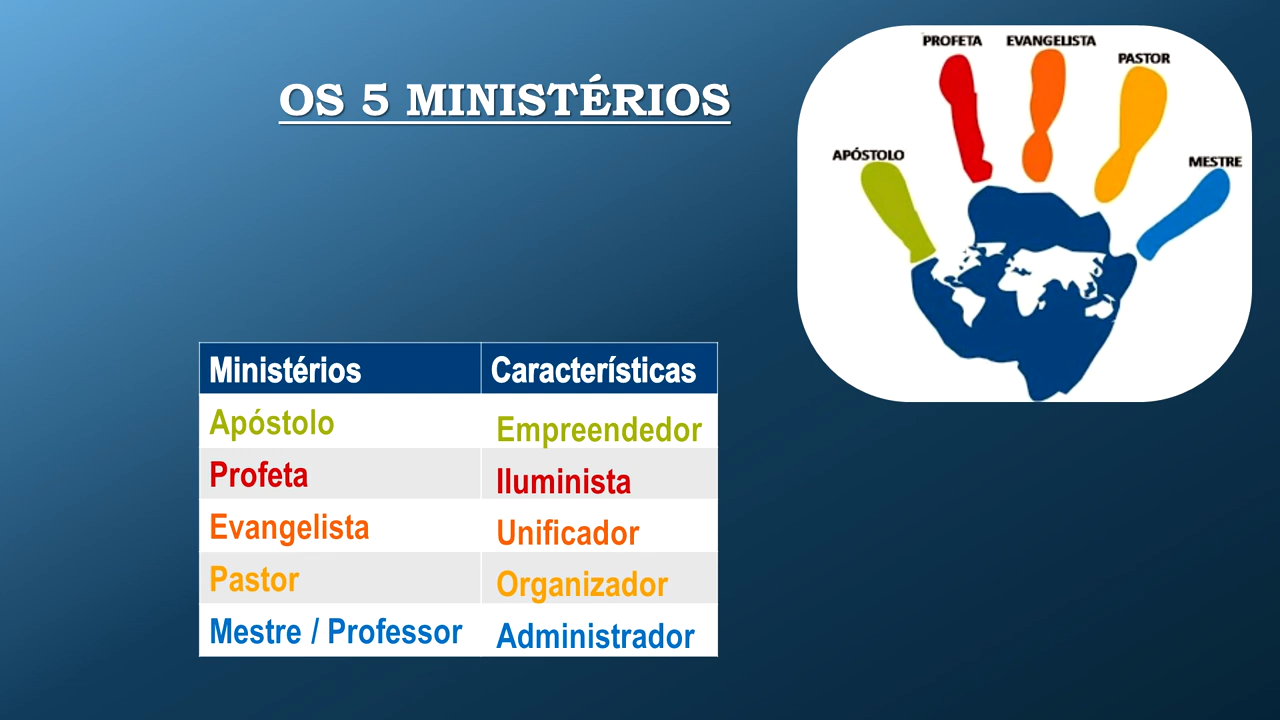 OS 5 MINISTÉRIOS
PROFETA
EVANGELISTA
PASTOR
APÓSTOLO
MESTRE
Ministérios Características
Apóstolo Empreendedor
Profeta Iluminista
Evangelista Unificador
Pastor Organizador
Mestre / Professor Administrador